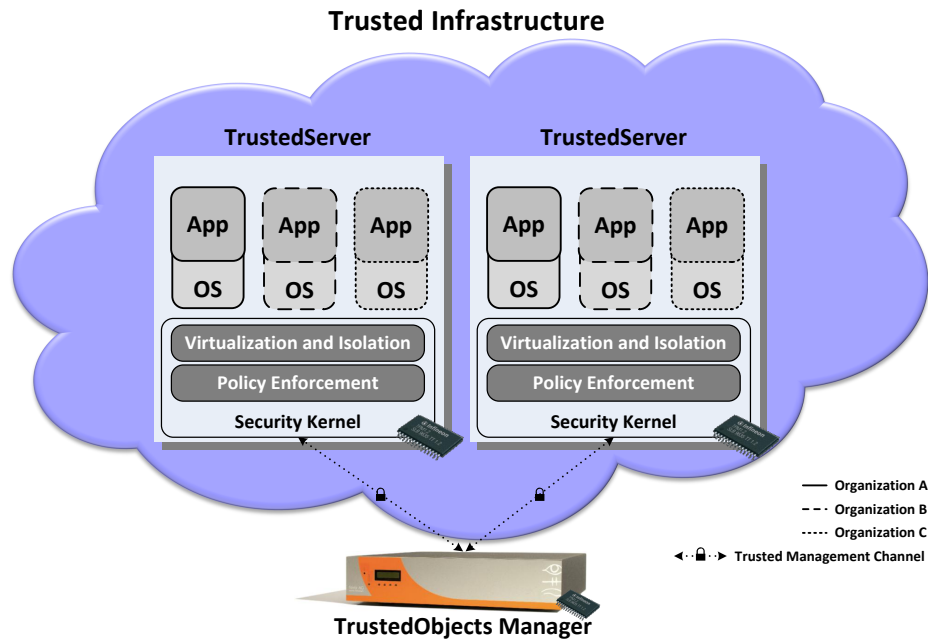 Trusted Infrastructure
TrustedServer
TrustedServer
App
App
App
App
App
App
OS
OS
OS
OS
OS
OS
Virtualization and Isolation
Virtualization and Isolation
Policy Enforcement
Policy Enforcement
Security Kernel
Security Kernel
Infineon
Infineon
Organization A
Organization B
Organization C
Trusted Management Channel
TrustedObjects Manager